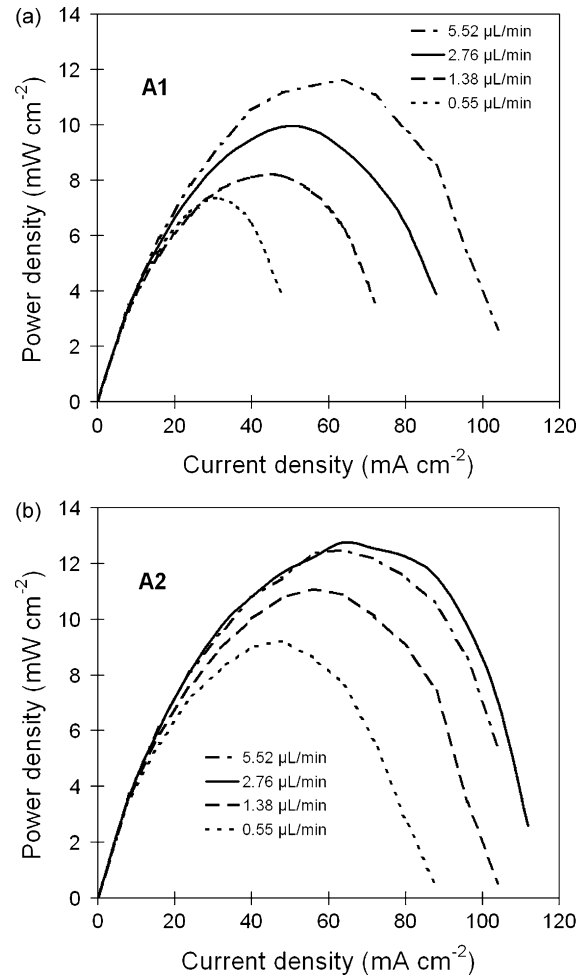 (a)
14
12
10
8
6
4
2
0
Power density (mW cm-2)
A1
5.52 µL/min
2.76 µL/min
1.38 µL/min
0.55 µL/min
0 20 40 60 80 100 120
Current density (mA cm-2)
(b)
14
12
10
8
6
4
2
0
Power density (mW cm-2)
A2
5.52 µL/min
2.76 µL/min
1.38 µL/min
0.55 µL/min
0 20 40 60 80 100 120
Current density (mA cm-2)